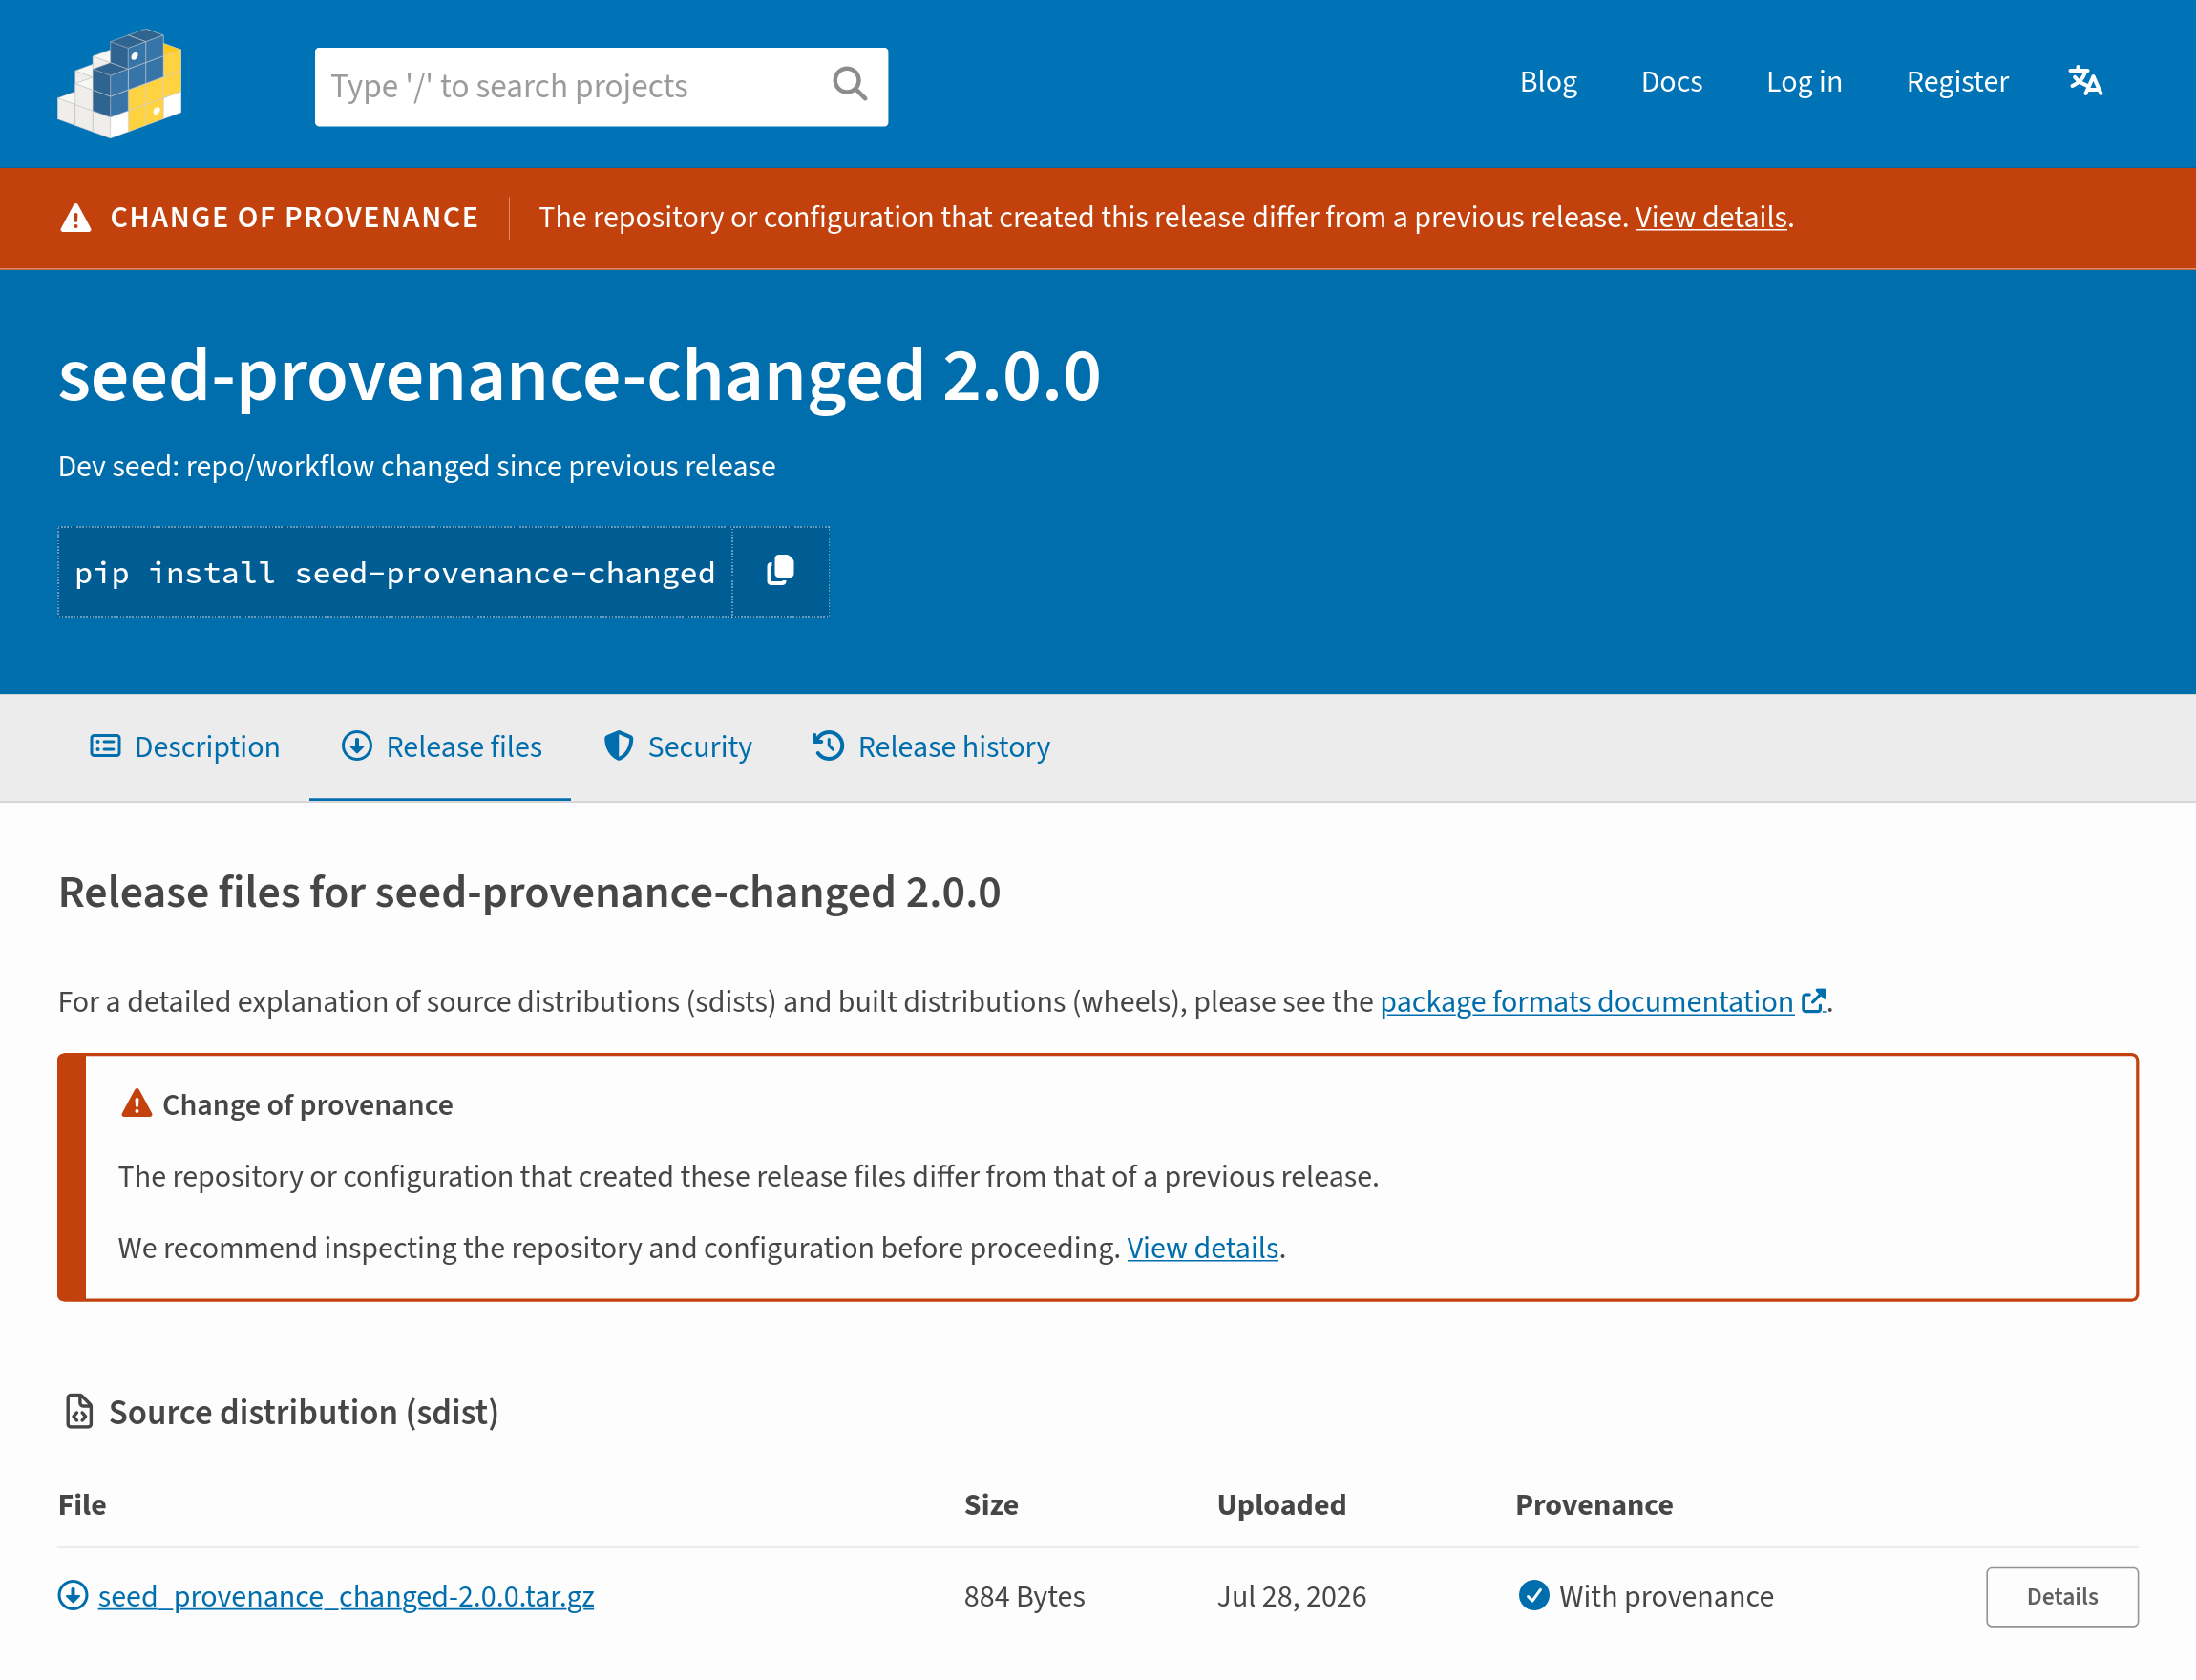 Type '/' to search projects
Blog Docs Log in Register
CHANGE OF PROVENANCE The repository or configuration that created this release differ from a previous release. View details.
seed-provenance-changed 2.0.0
Dev seed: repo/workflow changed since previous release
pip install seed-provenance-changed
Description Release files Security Release history
Release files for seed-provenance-changed 2.0.0
For a detailed explanation of source distributions (sdists) and built distributions (wheels), please see the package formats documentation.
Change of provenance
The repository or configuration that created these release files differ from that of a previous release.
We recommend inspecting the repository and configuration before proceeding. View details.
Source distribution (sdist)
File Size Uploaded Provenance
seed_provenance_changed-2.0.0.tar.gz 884 Bytes Jul 28, 2026 With provenance Details